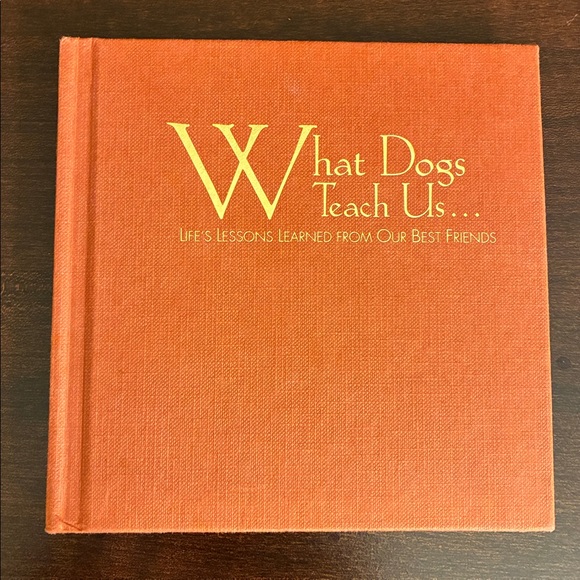 What Dogs
Teach Us...
Life's Lessons Learned from Our Best Friends